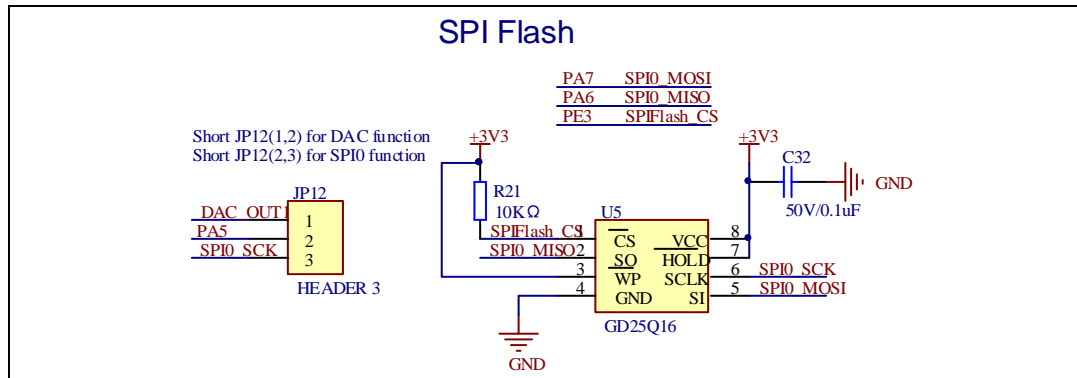 SPI Flash
PA7 SPI0_MOSI
PA6 SPI0_MISO
PE3 SPIFlash_CS
Short JP12(1,2) for DAC function
Short JP12(2,3) for SPI0 function
+3V3
+3V3
C32
GND
50V/0.1uF
R21
10KΩ
JP12
DAC_OUT1 1
PA5 2
SPI0_SCK 3
HEADER 3
U5
SPIFlash_CS 1 CS VCC 8
SPI0_MISO 2 SO HOLD 7
3 WP SCLK 6 SPI0_SCK
4 GND SI 5 SPI0_MOSI
GD25Q16
GND